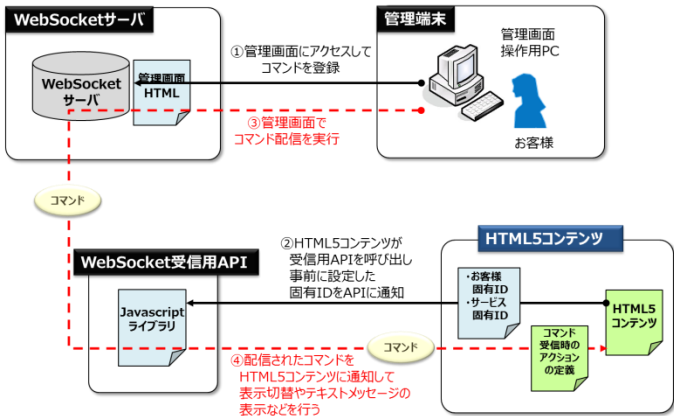 WebSocketサーバ
管理端末
①管理画面にアクセスして
コマンドを登録
管理画面
操作用PC
WebSocket
サーバ
管理画面
HTML
③管理画面で
コマンド配信を実行
お客様
コマンド
WebSocket受信用API
②HTML5コンテンツが
受信用APIを呼び出し
事前に設定した
固有IDをAPIに通知
HTML5コンテンツ
・お客様
固有ID
・サービス
固有ID
Javascript
ライブラリ
HTML5
コンテンツ
コマンド
受信時の
アクション
の定義
コマンド
④配信されたコマンドを
HTML5コンテンツに通知して
表示切替やテキストメッセージの
表示などを行う